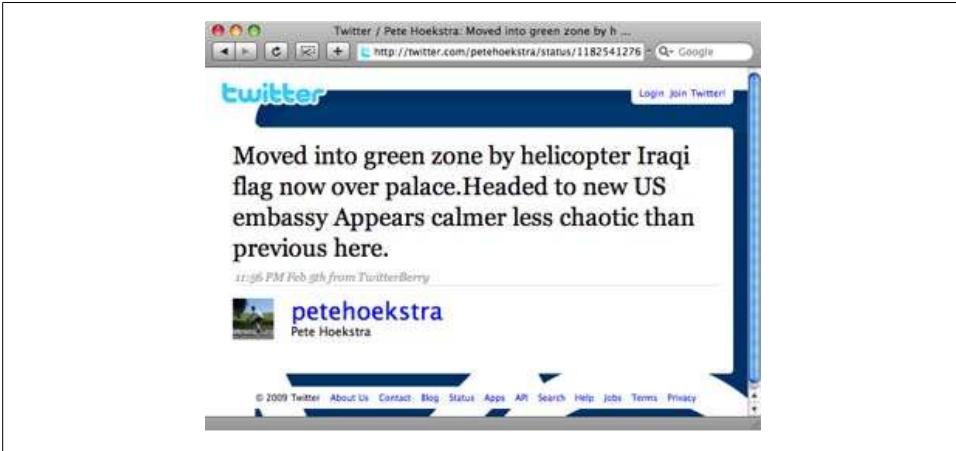 Twitter / Pete Hoekstra: Moved into green zone by h ...
http://twitter.com/petehoekstra/status/1182541276
Google
twitter
Login Join Twitter!
Moved into green zone by helicopter Iraqi
flag now over palace.Headed to new US
embassy Appears calmer less chaotic than
previous here.
11:56 PM Feb 5th from TwitterBerry
petehoekstra
Pete Hoekstra
© 2009 Twitter About Us Contact Blog Status Apps API Search Help Jobs Terms Privacy